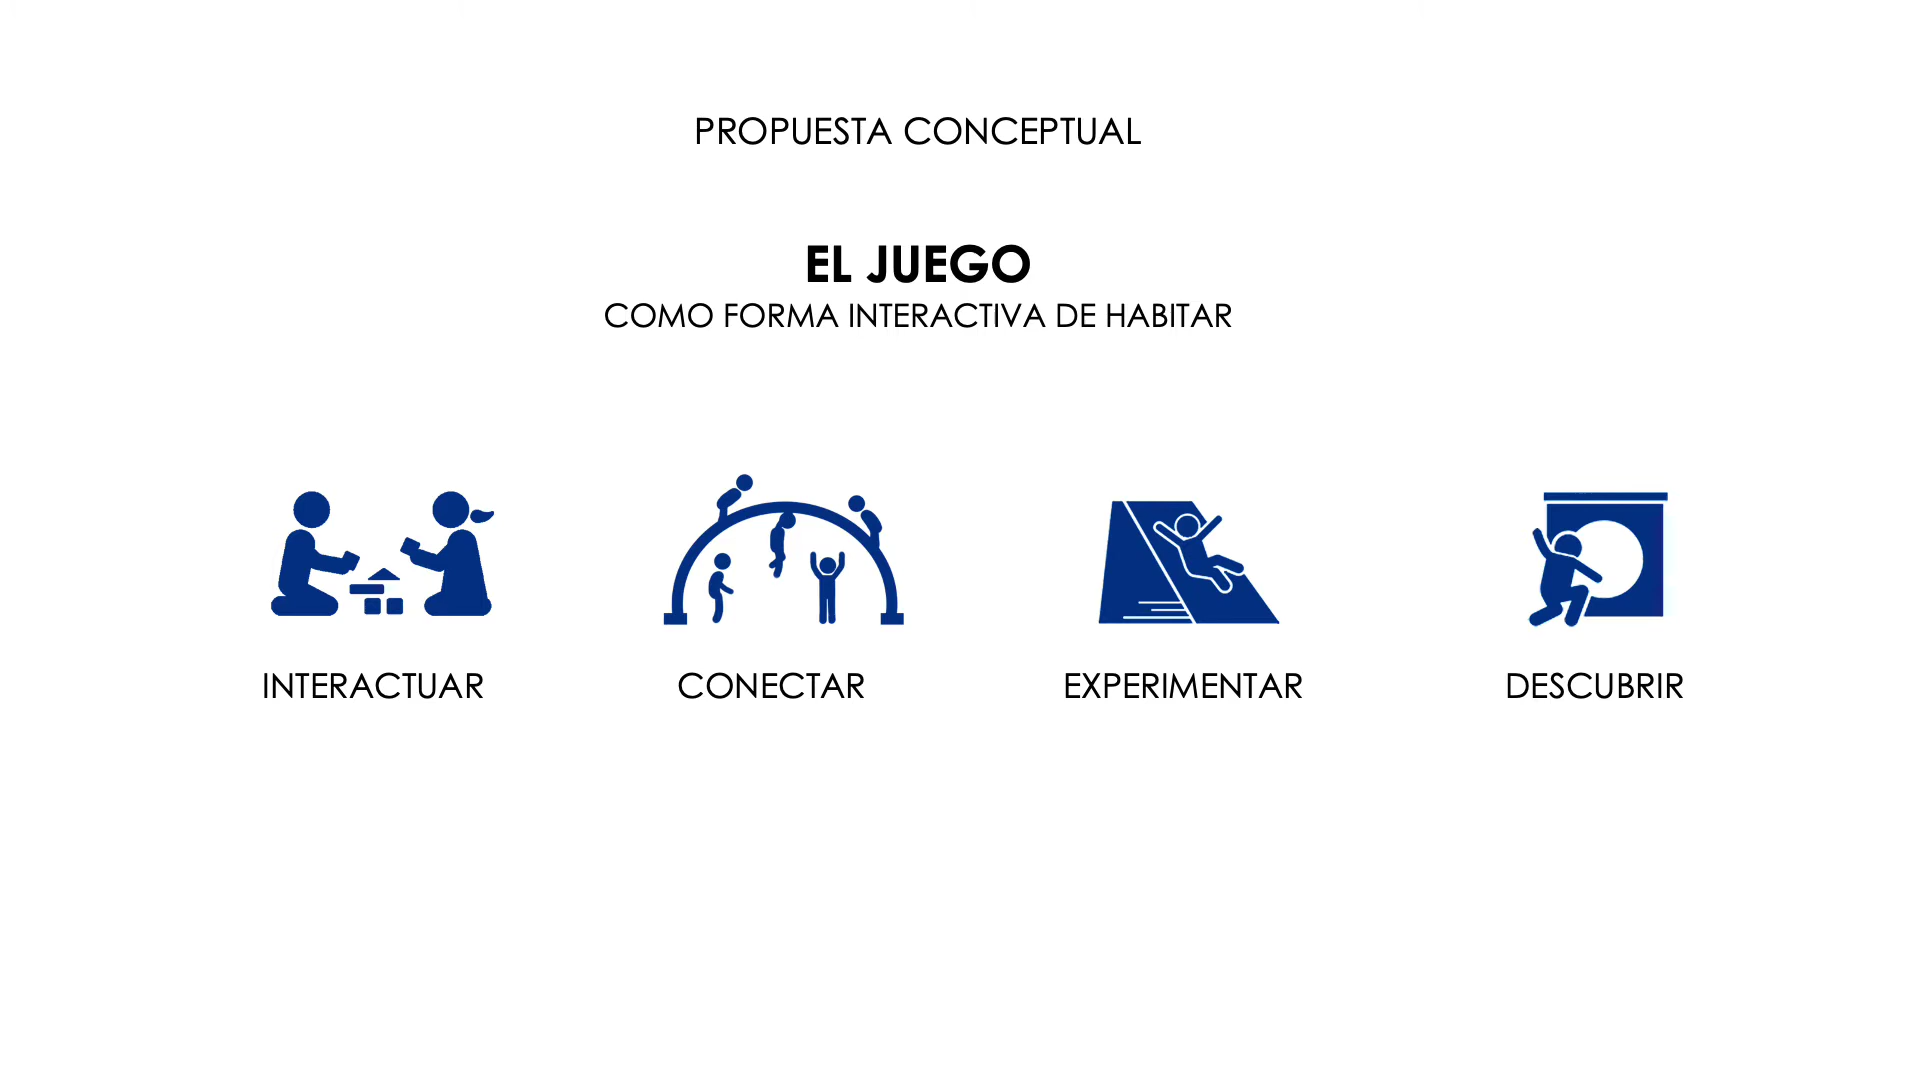 PROPUESTA CONCEPTUAL
EL JUEGO
COMO FORMA INTERACTIVA DE HABITAR
INTERACTUAR
CONECTAR
EXPERIMENTAR
DESCUBRIR